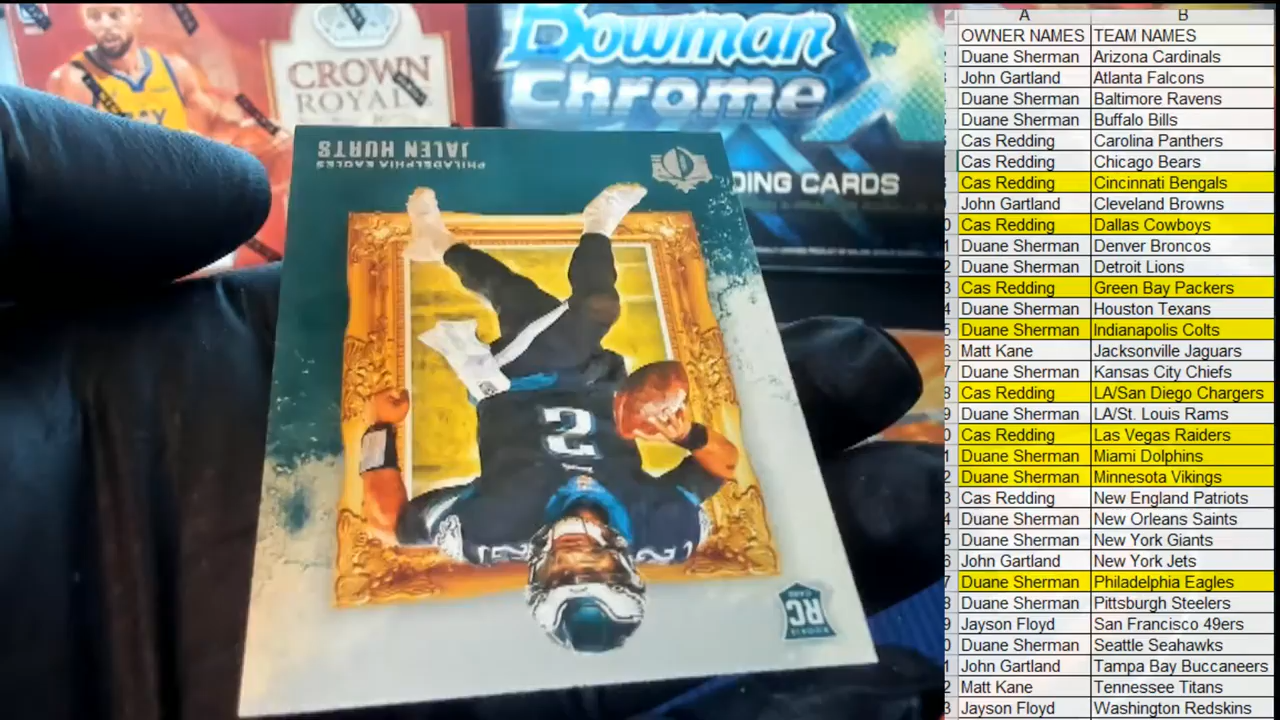 Bowman
Chrome
DING CARDS
CROWN
ROYALE
JALEN HURTS
PHILADELPHIA EAGLES
2
RC
ROOKIE
CARD
A B
OWNER NAMES TEAM NAMES
Duane Sherman Arizona Cardinals
John Gartland Atlanta Falcons
Duane Sherman Baltimore Ravens
Duane Sherman Buffalo Bills
Cas Redding Carolina Panthers
Cas Redding Chicago Bears
Cas Redding Cincinnati Bengals
John Gartland Cleveland Browns
Cas Redding Dallas Cowboys
Duane Sherman Denver Broncos
Duane Sherman Detroit Lions
Cas Redding Green Bay Packers
Duane Sherman Houston Texans
Duane Sherman Indianapolis Colts
Matt Kane Jacksonville Jaguars
Duane Sherman Kansas City Chiefs
Cas Redding LA/San Diego Chargers
Duane Sherman LA/St. Louis Rams
Cas Redding Las Vegas Raiders
Duane Sherman Miami Dolphins
Duane Sherman Minnesota Vikings
Cas Redding New England Patriots
Duane Sherman New Orleans Saints
Duane Sherman New York Giants
John Gartland New York Jets
Duane Sherman Philadelphia Eagles
Duane Sherman Pittsburgh Steelers
Jayson Floyd San Francisco 49ers
Duane Sherman Seattle Seahawks
John Gartland Tampa Bay Buccaneers
Matt Kane Tennessee Titans
Jayson Floyd Washington Redskins